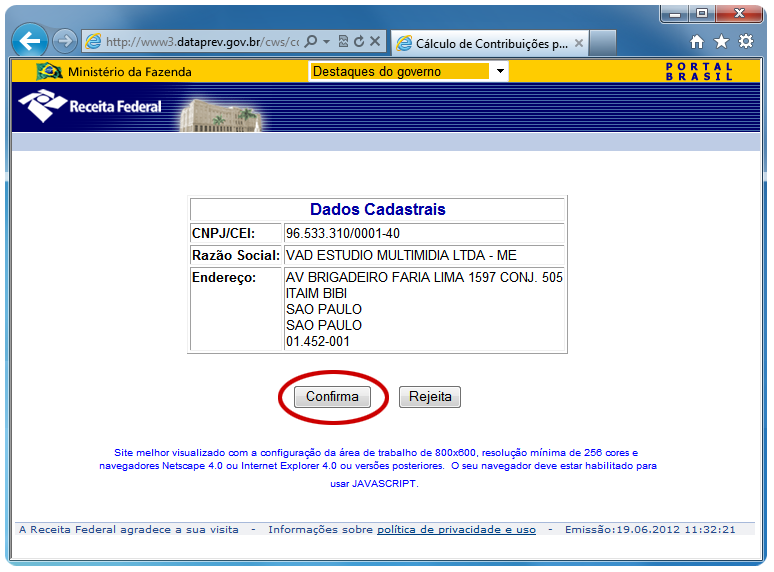 http://www3.dataprev.gov.br/cws/c
Cálculo de Contribuições p...
Ministério da Fazenda
Destaques do governo
PORTAL
BRASIL
Receita Federal
Dados Cadastrais
CNPJ/CEI: 96.533.310/0001-40
Razão Social: VAD ESTUDIO MULTIMIDIA LTDA - ME
Endereço: AV BRIGADEIRO FARIA LIMA 1597 CONJ. 505
ITAIM BIBI
SAO PAULO
SAO PAULO
01.452-001
Confirma Rejeita
Site melhor visualizado com a configuração da área de trabalho de 800x600, resolução mínima de 256 cores e
navegadores Netscape 4.0 ou Internet Explorer 4.0 ou versões posteriores. O seu navegador deve estar habilitado para
usar JAVASCRIPT.
A Receita Federal agradece a sua visita - Informações sobre política de privacidade e uso - Emissão:19.06.2012 11:32:21